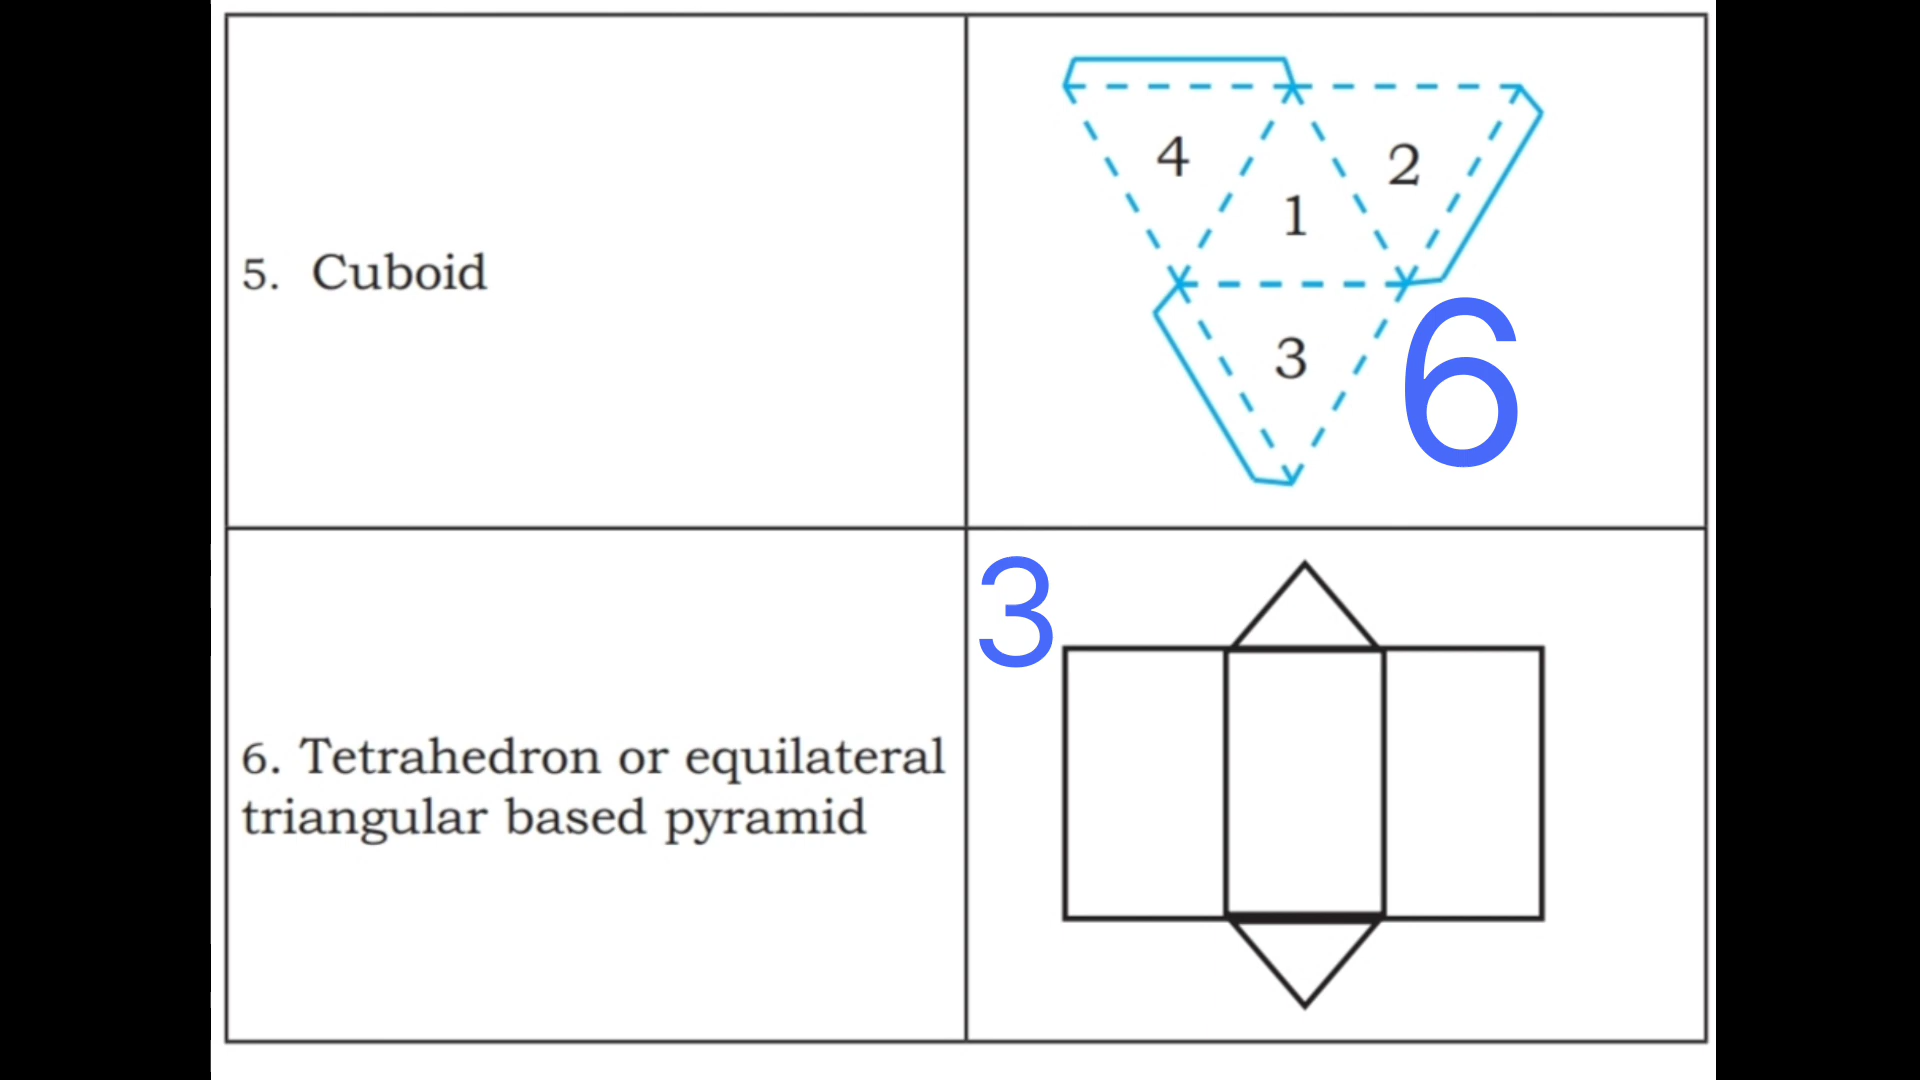 5. Cuboid
4
2
1
3
6
3
6. Tetrahedron or equilateral
triangular based pyramid